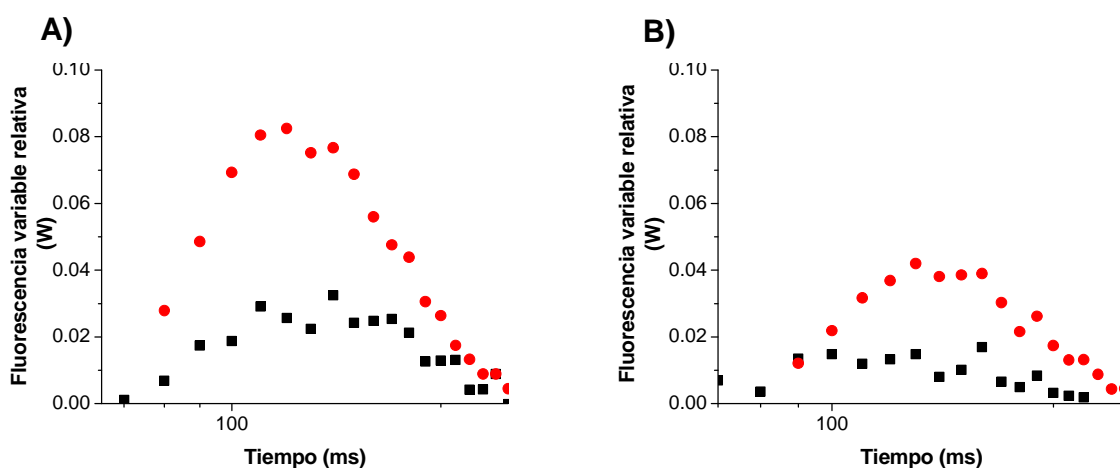 A)
Fluorescencia variable relativa
(W)
0.10
0.08
0.06
0.04
0.02
0.00
100
Tiempo (ms)
B)
Fluorescencia variable relativa
(W)
0.10
0.08
0.06
0.04
0.02
0.00
100
Tiempo (ms)